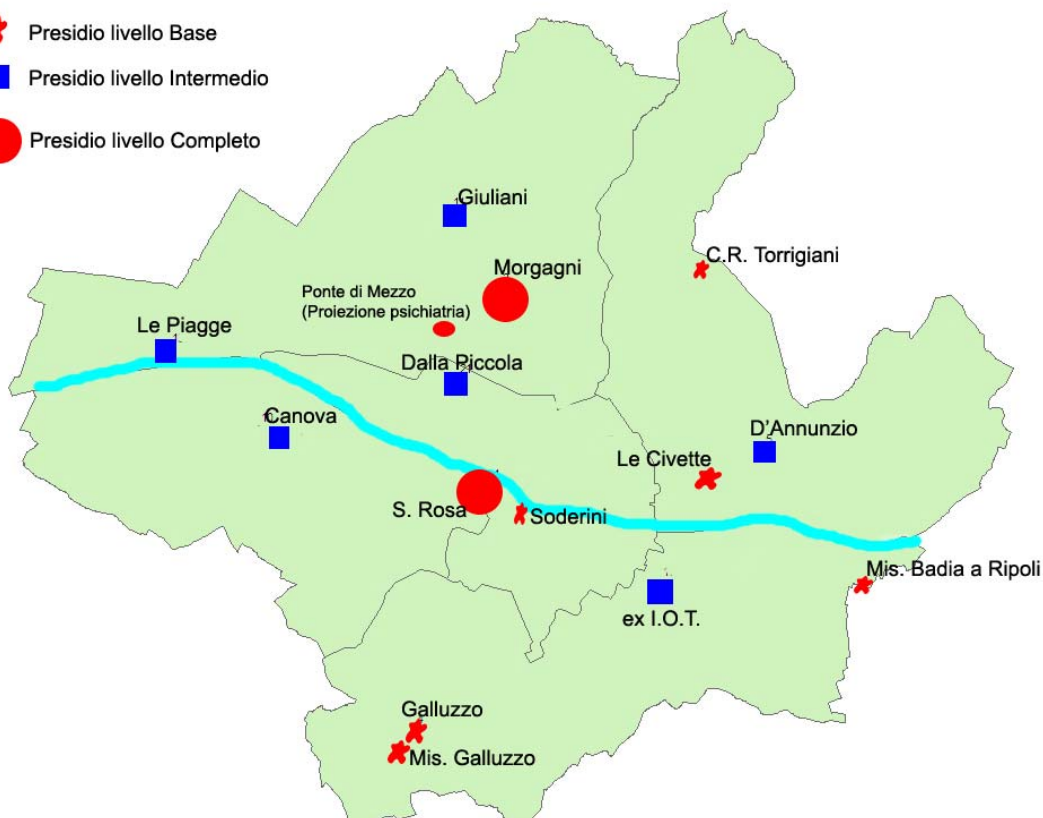 Presidio livello Base
Presidio livello Intermedio
Presidio livello Completo
Giuliani
C.R. Torrigiani
Morgagni
Ponte di Mezzo
(Proiezione psichiatria)
Le Piagge
Dalla Piccola
Canova
D'Annunzio
Le Civette
S. Rosa
Soderini
Mis. Badia a Ripoli
ex I.O.T.
Galluzzo
Mis. Galluzzo